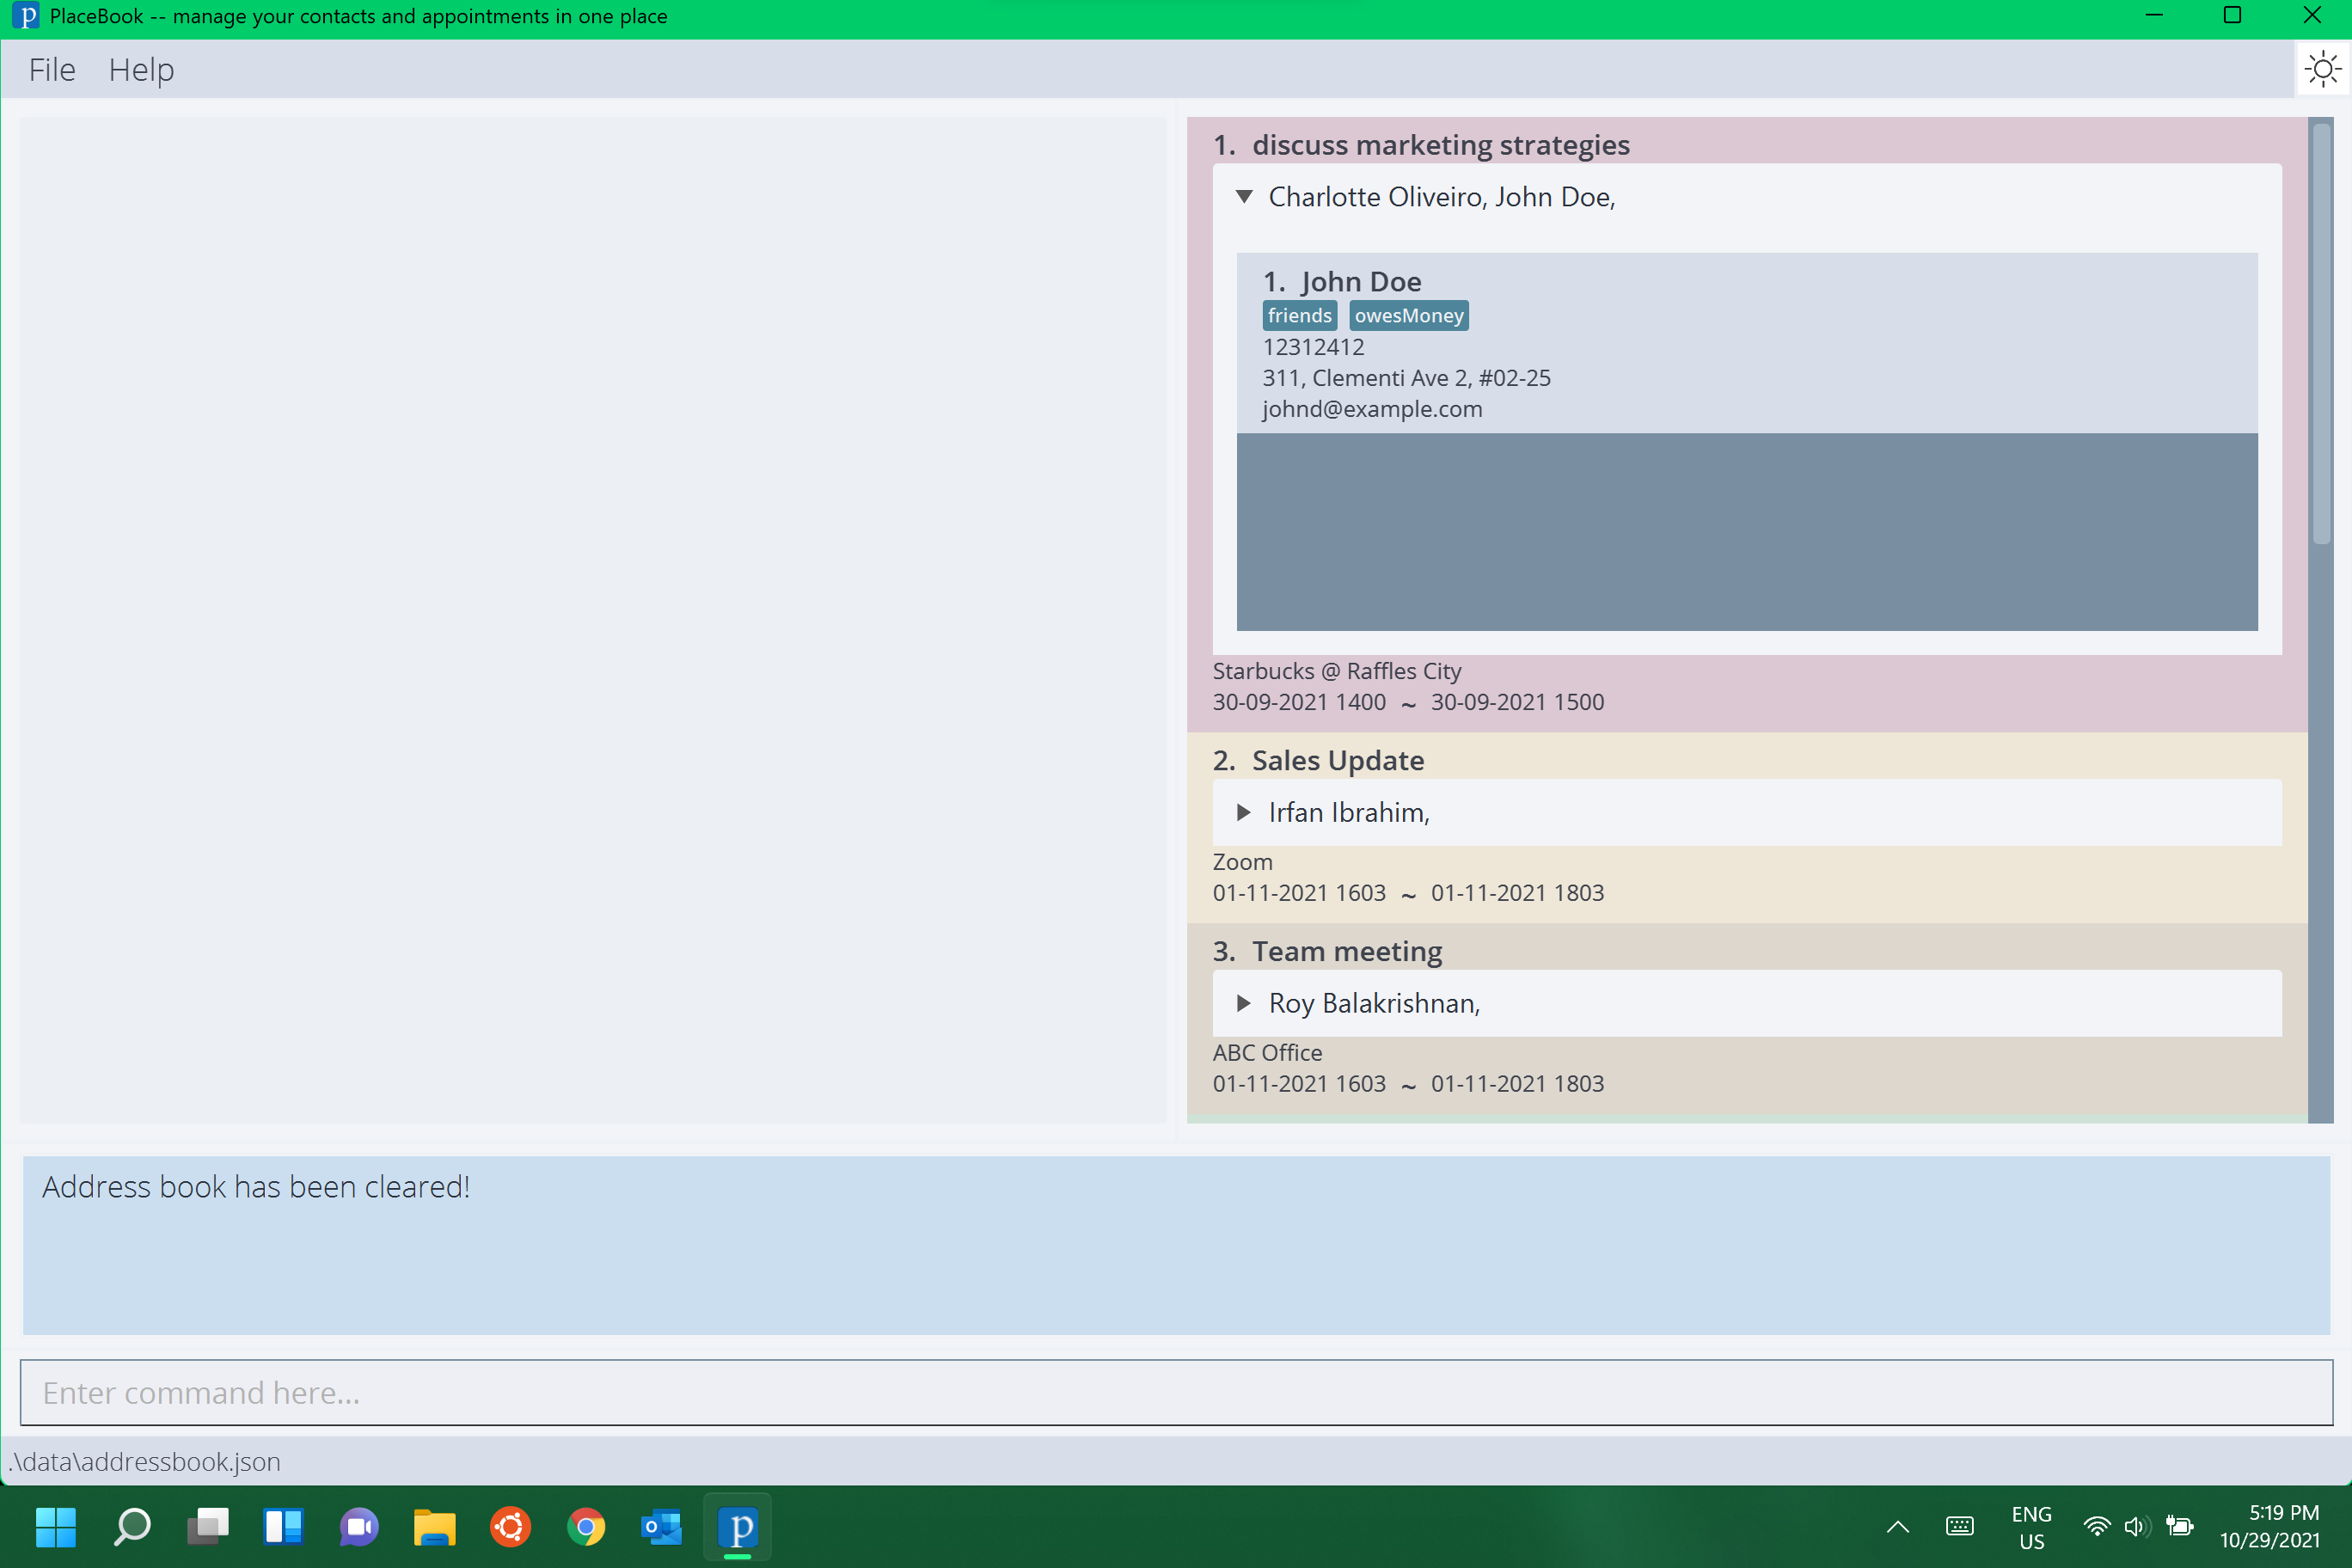 PlaceBook -- manage your contacts and appointments in one place
File Help
1. discuss marketing strategies
Charlotte Oliveiro, John Doe,
1. John Doe
friends owesMoney
12312412
311, Clementi Ave 2, #02-25
johnd@example.com
Starbucks @ Raffles City
30-09-2021 1400 ~ 30-09-2021 1500
2. Sales Update
Irfan Ibrahim,
Zoom
01-11-2021 1603 ~ 01-11-2021 1803
3. Team meeting
Roy Balakrishnan,
ABC Office
01-11-2021 1603 ~ 01-11-2021 1803
Address book has been cleared!
Enter command here...
.\data\addressbook.json
ENG
US
5:19 PM
10/29/2021